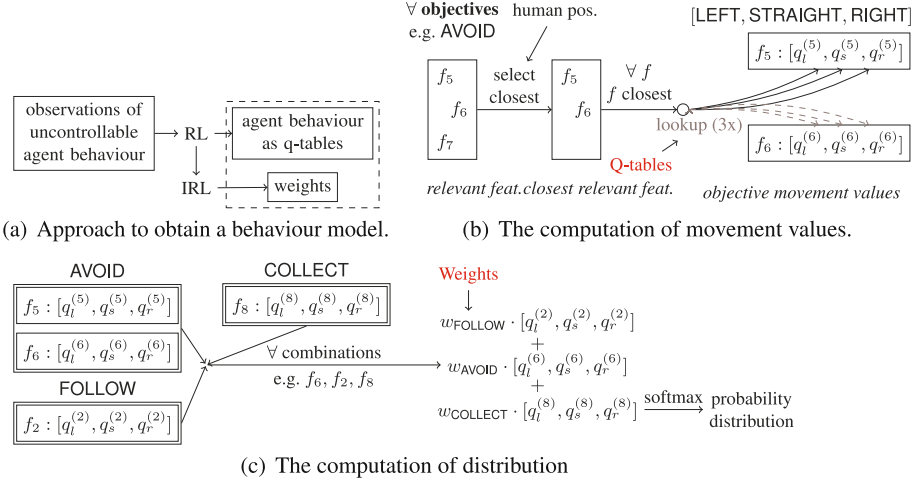 observations of
uncontrollable
agent behaviour
RL
agent behaviour
as q-tables
IRL
weights
(a) Approach to obtain a behaviour model.
∀ objectives
e.g. AVOID
human pos.
[LEFT, STRAIGHT, RIGHT]
f₅
f₆
f₇
select
closest
f₅
f₆
∀ f
f closest
lookup (3x)
Q-tables
f₅ : [q_l^(5), q_s^(5), q_r^(5)]
f₆ : [q_l^(6), q_s^(6), q_r^(6)]
relevant feat.closest relevant feat.
objective movement values
(b) The computation of movement values.
AVOID
f₅ : [q_l^(5), q_s^(5), q_r^(5)]
f₆ : [q_l^(6), q_s^(6), q_r^(6)]
FOLLOW
f₂ : [q_l^(2), q_s^(2), q_r^(2)]
COLLECT
f₈ : [q_l^(8), q_s^(8), q_r^(8)]
∀ combinations
e.g. f₆, f₂, f₈
Weights
w_FOLLOW · [q_l^(2), q_s^(2), q_r^(2)]
+
w_AVOID · [q_l^(6), q_s^(6), q_r^(6)]
+
w_COLLECT · [q_l^(8), q_s^(8), q_r^(8)]
softmax
probability
distribution
(c) The computation of distribution